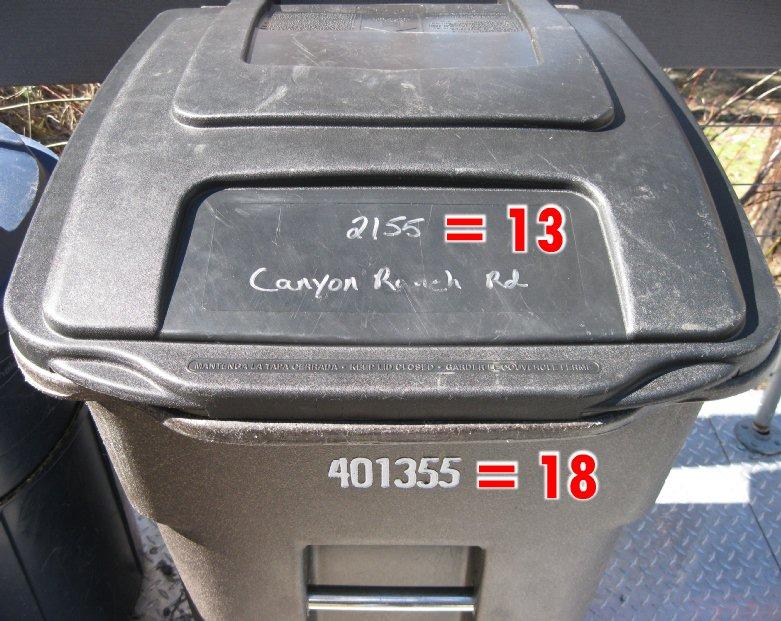 2155 = 13
Canyon Ranch Rd
MANTENGA LA TAPA CERRADA • KEEP LID CLOSED • GARDER LE COUVERCLE FERMÉ
401355 = 18